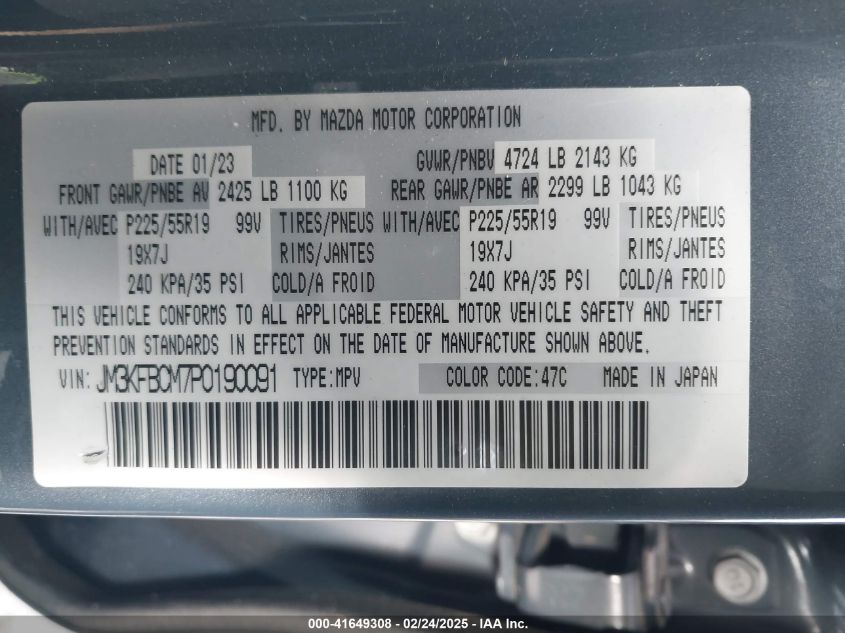 MFD. BY MAZDA MOTOR CORPORATION
DATE 01/23 GVWR/PNBV 4724 LB 2143 KG
FRONT GAWR/PNBE AV 2425 LB 1100 KG REAR GAWR/PNBE AR 2299 LB 1043 KG
WITH/AVEC P225/55R19 99V TIRES/PNEUS WITH/AVEC P225/55R19 99V TIRES/PNEUS
19X7J RIMS/JANTES 19X7J RIMS/JANTES
240 KPA/35 PSI COLD/A FROID 240 KPA/35 PSI COLD/A FROID
THIS VEHICLE CONFORMS TO ALL APPLICABLE FEDERAL MOTOR VEHICLE SAFETY AND THEFT
PREVENTION STANDARDS IN EFFECT ON THE DATE OF MANUFACTURE SHOWN ABOVE.
VIN: JM3KFBCM7P0190091 TYPE:MPV COLOR CODE:47C MADE IN JAPAN
000-41649308 - 02/24/2025 - IAA Inc.